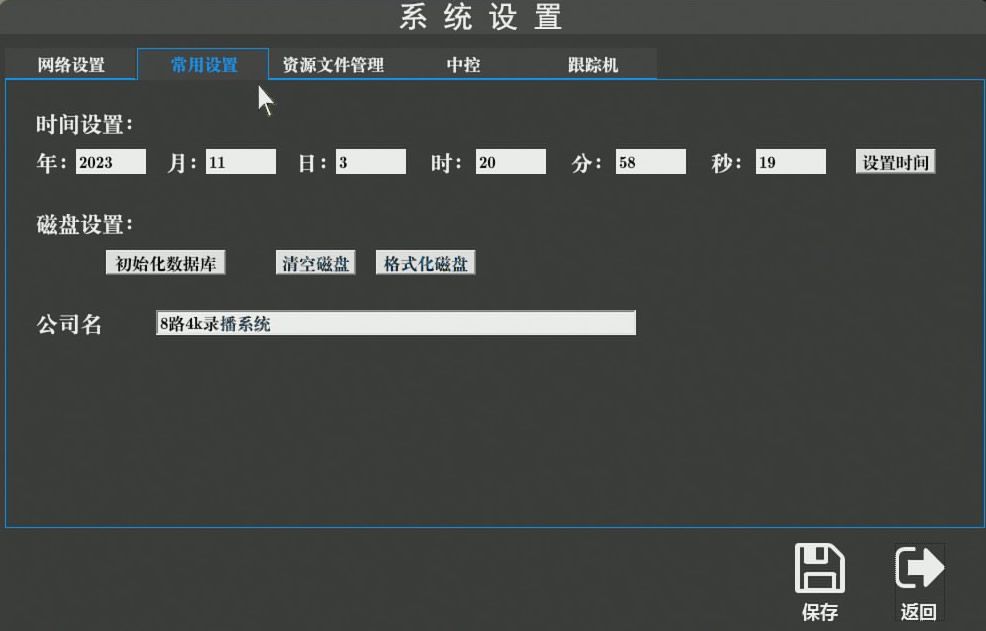 系统设置
网络设置 常用设置 资源文件管理 中控 跟踪机
时间设置：
年：2023 月：11 日：3 时：20 分：58 秒：19 设置时间
磁盘设置：
初始化数据库 清空磁盘 格式化磁盘
公司名 8路4k录播系统
保存 返回